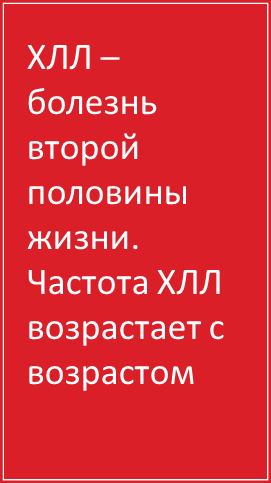 ХЛЛ –
болезнь
второй
половины
жизни.
Частота ХЛЛ
возрастает с
возрастом